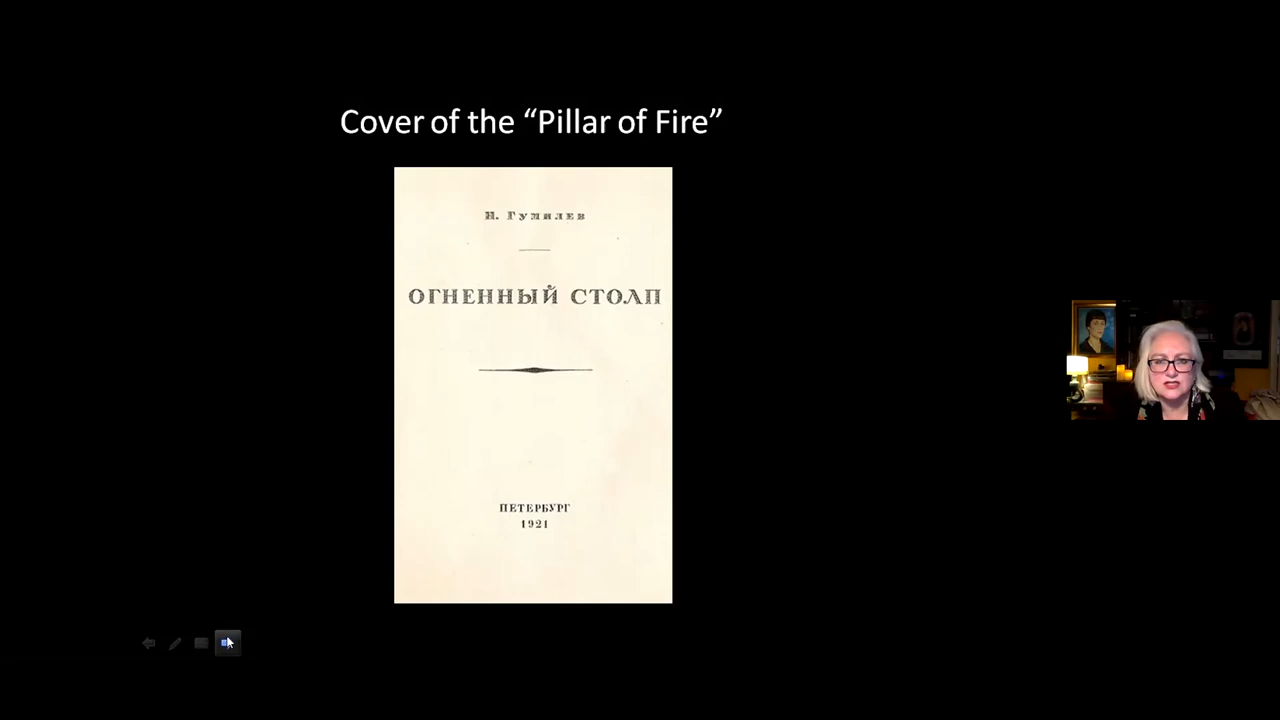 Cover of the “Pillar of Fire”
Н. Гумилев
ОГНЕННЫЙ СТОЛП
ПЕТЕРБУРГ
1921